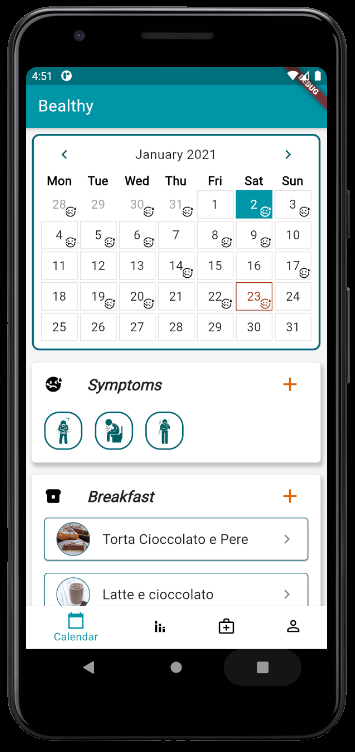 4:51
DEBUG
Bealthy
January 2021
Mon Tue Wed Thu Fri Sat Sun
28 29 30 31 1 2 3
4 5 6 7 8 9 10
11 12 13 14 15 16 17
18 19 20 21 22 23 24
25 26 27 28 29 30 31
Symptoms
Breakfast
Torta Cioccolato e Pere
Latte e cioccolato
Calendar